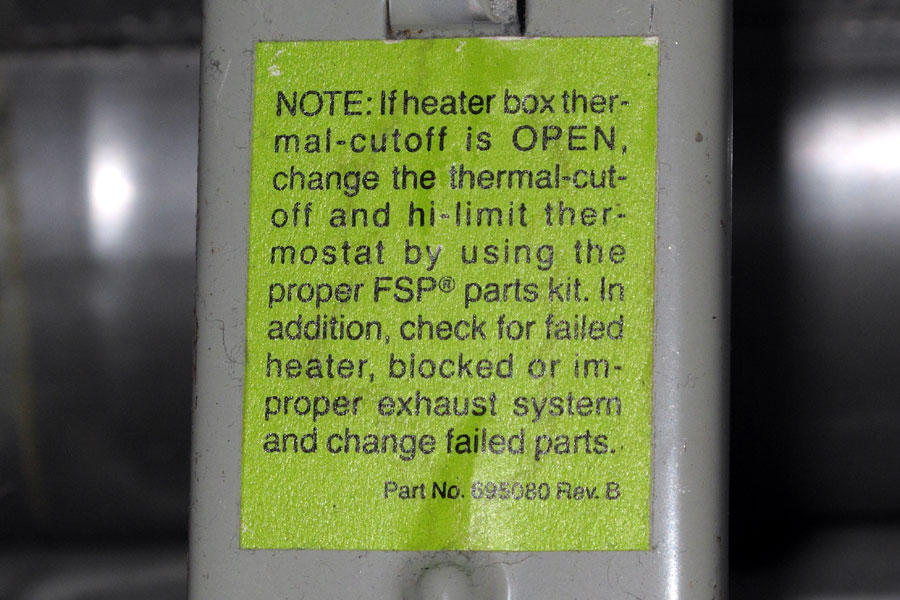 NOTE: If heater box ther-
mal-cutoff is OPEN,
change the thermal-cut-
off and hi-limit ther-
mostat by using the
proper FSP® parts kit. In
addition, check for failed
heater, blocked or im-
proper exhaust system
and change failed parts.
Part No. 695080 Rev. B